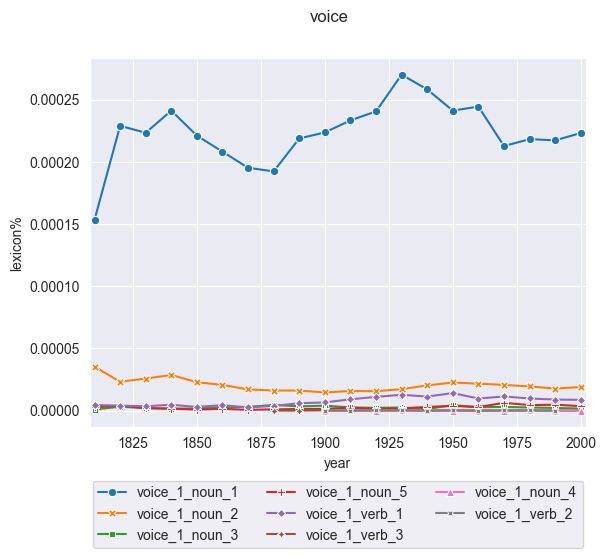 voice
0.00025
0.00020
0.00015
0.00010
0.00005
0.00000
lexicon%
1825 1850 1875 1900 1925 1950 1975 2000
year
voice_1_noun_1 voice_1_noun_5 voice_1_noun_4
voice_1_noun_2 voice_1_verb_1 voice_1_verb_2
voice_1_noun_3 voice_1_verb_3